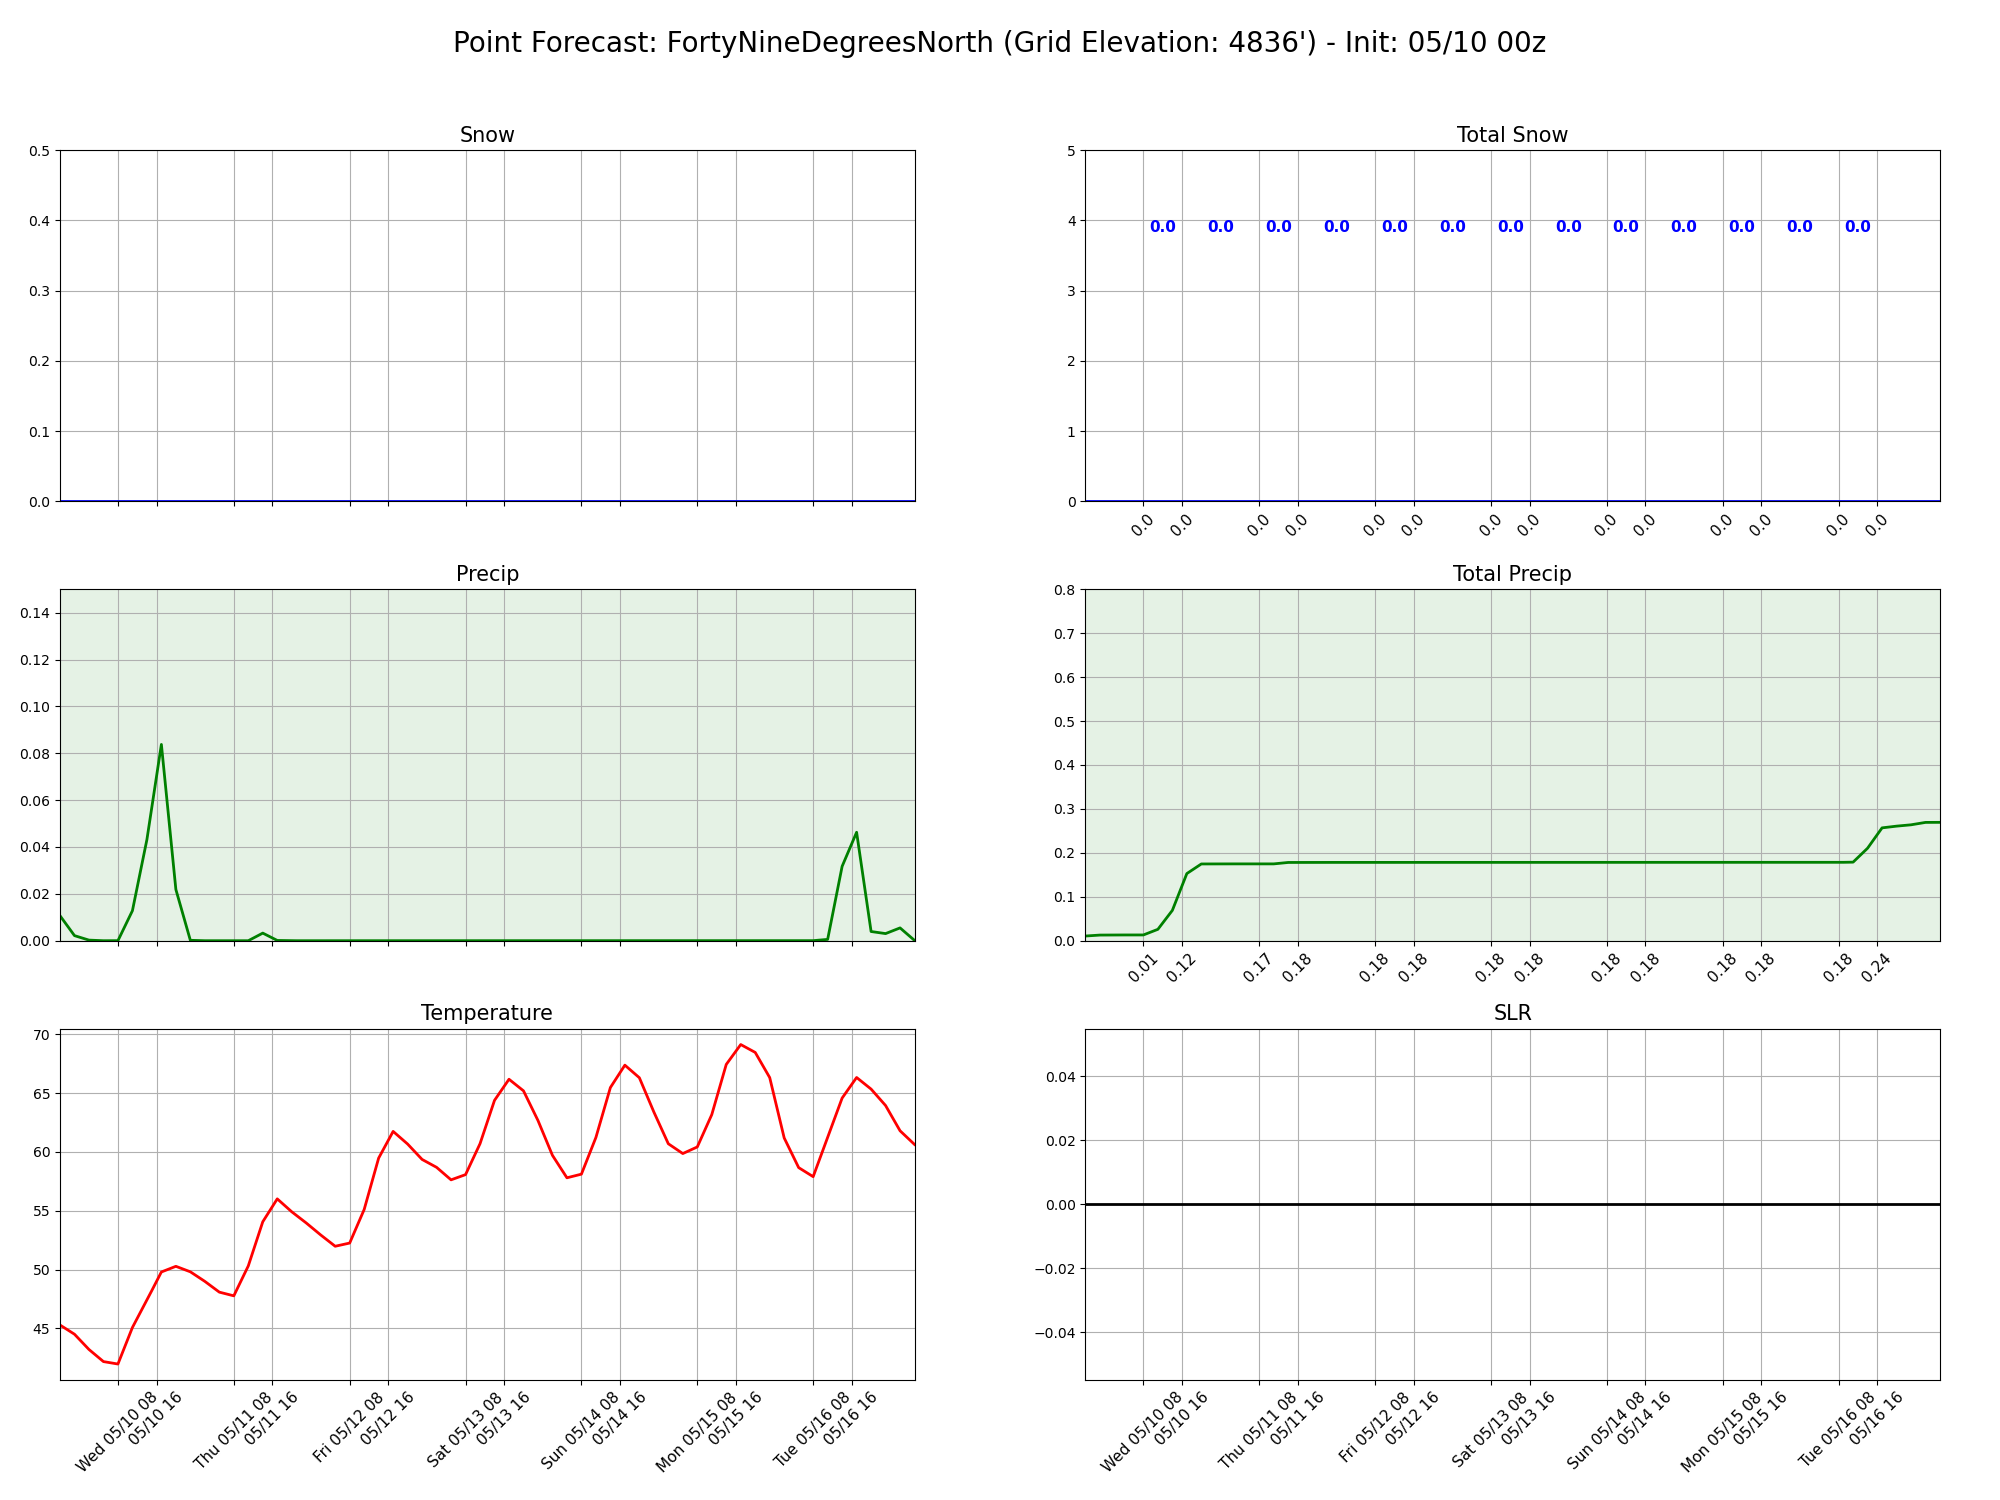 Point Forecast: FortyNineDegreesNorth (Grid Elevation: 4836') - Init: 05/10 00z
Snow
0.5
0.4
0.3
0.2
0.1
0.0
Total Snow
5
4
3
2
1
0
0.0 0.0 0.0 0.0 0.0 0.0 0.0 0.0 0.0 0.0 0.0 0.0 0.0
0.0 0.0 0.0 0.0 0.0 0.0 0.0 0.0 0.0 0.0 0.0 0.0 0.0 0.0
Precip
0.14
0.12
0.10
0.08
0.06
0.04
0.02
0.00
Total Precip
0.8
0.7
0.6
0.5
0.4
0.3
0.2
0.1
0.0
0.01 0.12 0.17 0.18 0.18 0.18 0.18 0.18 0.18 0.18 0.18 0.18 0.18 0.24
Temperature
70
65
60
55
50
45
Wed 05/10 08
05/10 16
Thu 05/11 08
05/11 16
Fri 05/12 08
05/12 16
Sat 05/13 08
05/13 16
Sun 05/14 08
05/14 16
Mon 05/15 08
05/15 16
Tue 05/16 08
05/16 16
SLR
0.04
0.02
0.00
−0.02
−0.04
Wed 05/10 08
05/10 16
Thu 05/11 08
05/11 16
Fri 05/12 08
05/12 16
Sat 05/13 08
05/13 16
Sun 05/14 08
05/14 16
Mon 05/15 08
05/15 16
Tue 05/16 08
05/16 16